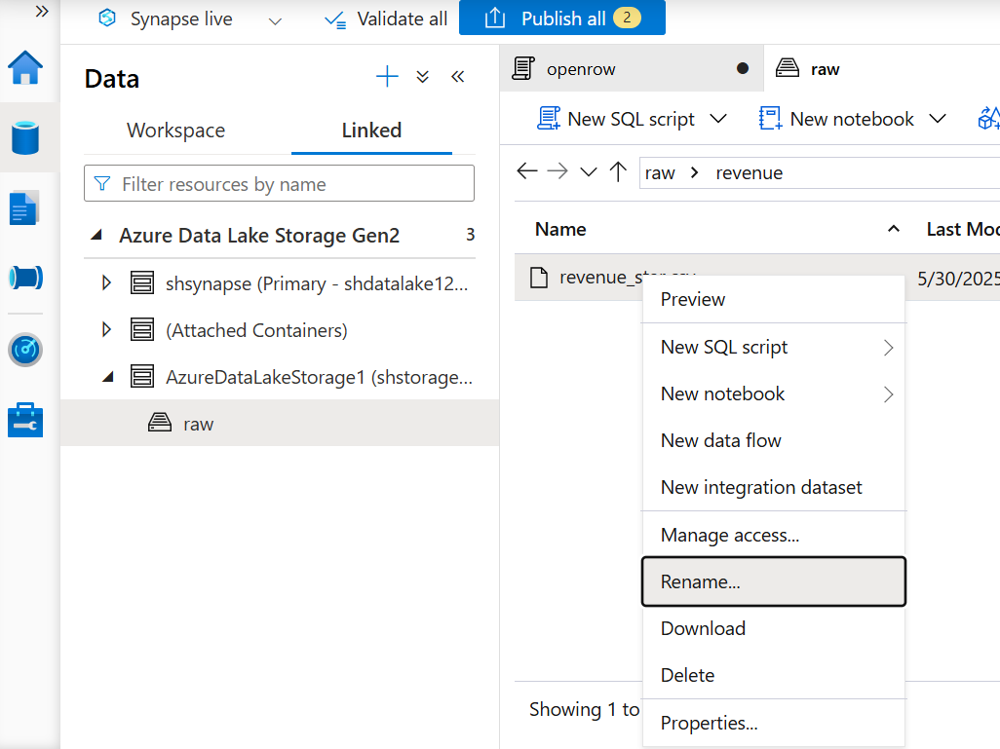 Synapse live
Validate all
Publish all 2
Data
openrow
raw
Workspace
Linked
New SQL script
New notebook
Filter resources by name
raw
revenue
Azure Data Lake Storage Gen2 3
Name
Last Mod
shsynapse (Primary - shdatalake12...
revenue_star.csv
5/30/2025
(Attached Containers)
AzureDataLakeStorage1 (shstorage...
raw
Preview
New SQL script
New notebook
New data flow
New integration dataset
Manage access...
Rename...
Download
Delete
Showing 1 to
Properties...